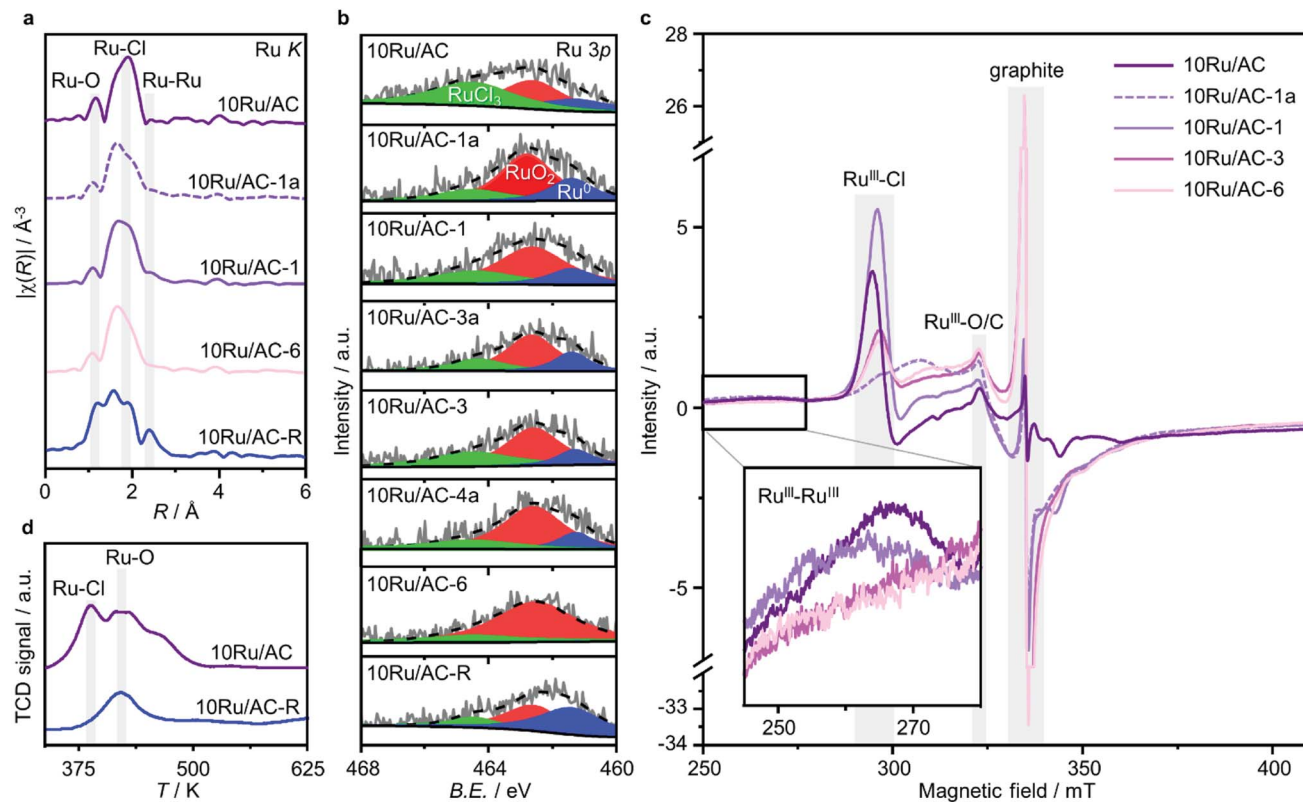 a
Ru-Cl
Ru K
Ru-O
Ru-Ru
10Ru/AC
10Ru/AC-1a
10Ru/AC-1
10Ru/AC-6
10Ru/AC-R
|χ(R)| / Å-3
0 2 4 6
R / Å
d
Ru-O
Ru-Cl
10Ru/AC
10Ru/AC-R
TCD signal / a.u.
375 500 625
T / K
b
10Ru/AC
Ru 3p
RuCl3
10Ru/AC-1a
RuO2
Ru0
10Ru/AC-1
10Ru/AC-3a
10Ru/AC-3
10Ru/AC-4a
10Ru/AC-6
10Ru/AC-R
Intensity / a.u.
468 464 460
B.E. / eV
c
28
26
5
0
-5
-33
-34
Intensity / a.u.
graphite
RuIII-Cl
RuIII-O/C
10Ru/AC
10Ru/AC-1a
10Ru/AC-1
10Ru/AC-3
10Ru/AC-6
RuIII-RuIII
250 270
250 300 350 400
Magnetic field / mT